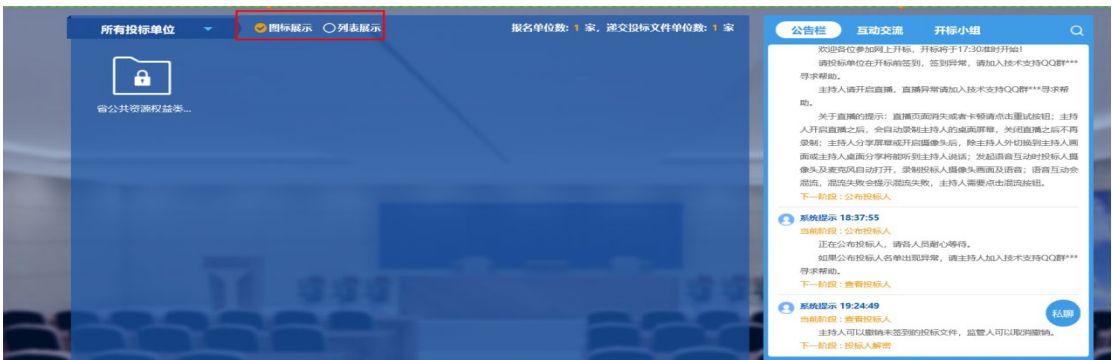 所有投标单位
图标展示 列表展示
报名单位数: 1 家, 递交投标文件单位数: 1 家
省公共资源权益类...
公告栏 互动交流 开标小组
欢迎各位参加网上开标，开标将于17:30准时开始!
请投标单位在开标前签到，签到异常，请加入技术支持QQ群***
寻求帮助。
主持人请开启直播，直播异常请加入技术支持QQ群***寻求帮
助。
关于直播的提示：直播页面消失或者卡顿请点击重试按钮；主持
人开启直播之后，会自动录制主持人的桌面屏幕，关闭直播之后不再
录制；主持人分享屏幕或开启摄像头后，除主持人外切换到主持人画
面或主持人桌面分享将能听到主持人说话；发起语音互动时投标人摄
像头及麦克风自动打开，录制投标人摄像头画面及语音；语音互动会
混流，混流失败会提示混流失败，主持人需要点击混流按钮。
下一阶段：公布投标人
系统提示 18:37:55
当前阶段：公布投标人
正在公布投标人，请各人员耐心等待。
如果公布投标人名单出现异常，请主持人加入技术支持QQ群***
寻求帮助。
下一阶段：查看投标人
系统提示 19:24:49
当前阶段：查看投标人
主持人可以撤销未签到的投标文件，监管人可以取消撤销。
下一阶段：投标人解密
私聊